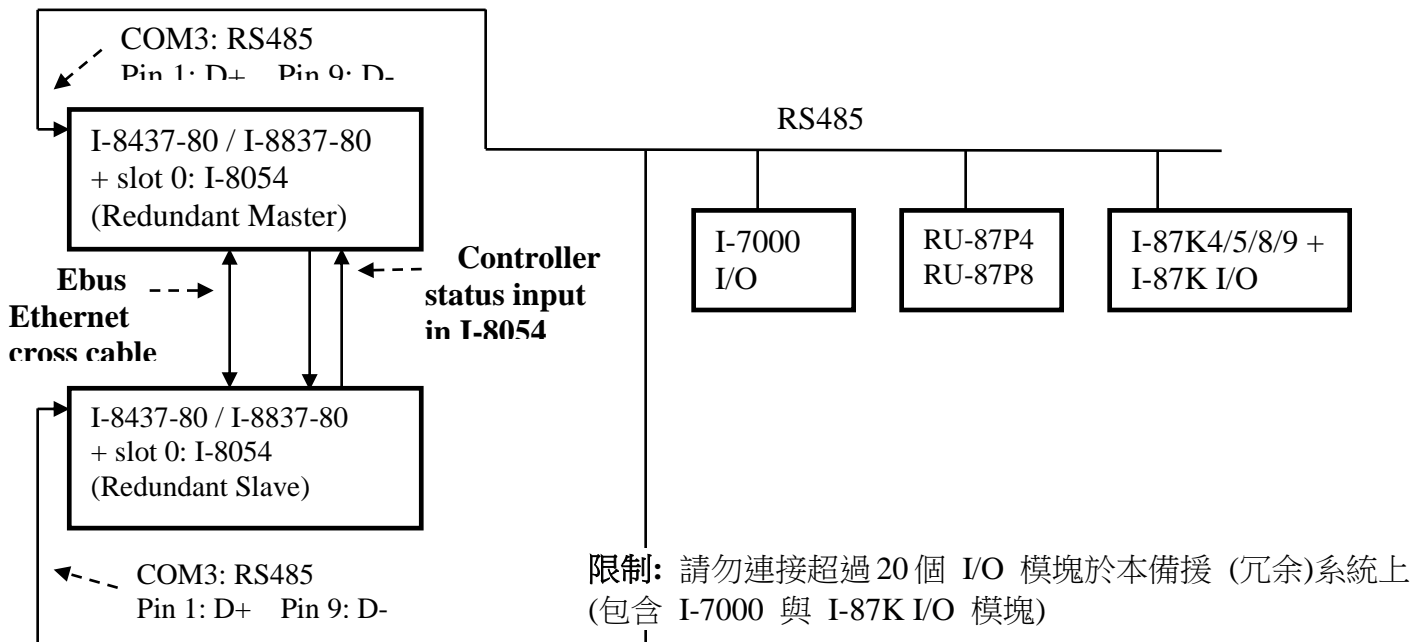 COM3: RS485
Pin 1: D+ Pin 9: D-
RS485
I-8437-80 / I-8837-80
+ slot 0: I-8054
(Redundant Master)
I-7000
I/O
RU-87P4
RU-87P8
I-87K4/5/8/9 +
I-87K I/O
Ebus
Ethernet
cross cable
Controller
status input
in I-8054
I-8437-80 / I-8837-80
+ slot 0: I-8054
(Redundant Slave)
COM3: RS485
Pin 1: D+ Pin 9: D-
限制: 請勿連接超過 20 個 I/O 模塊於本備援 (冗余)系統上
(包含 I-7000 與 I-87K I/O 模塊)